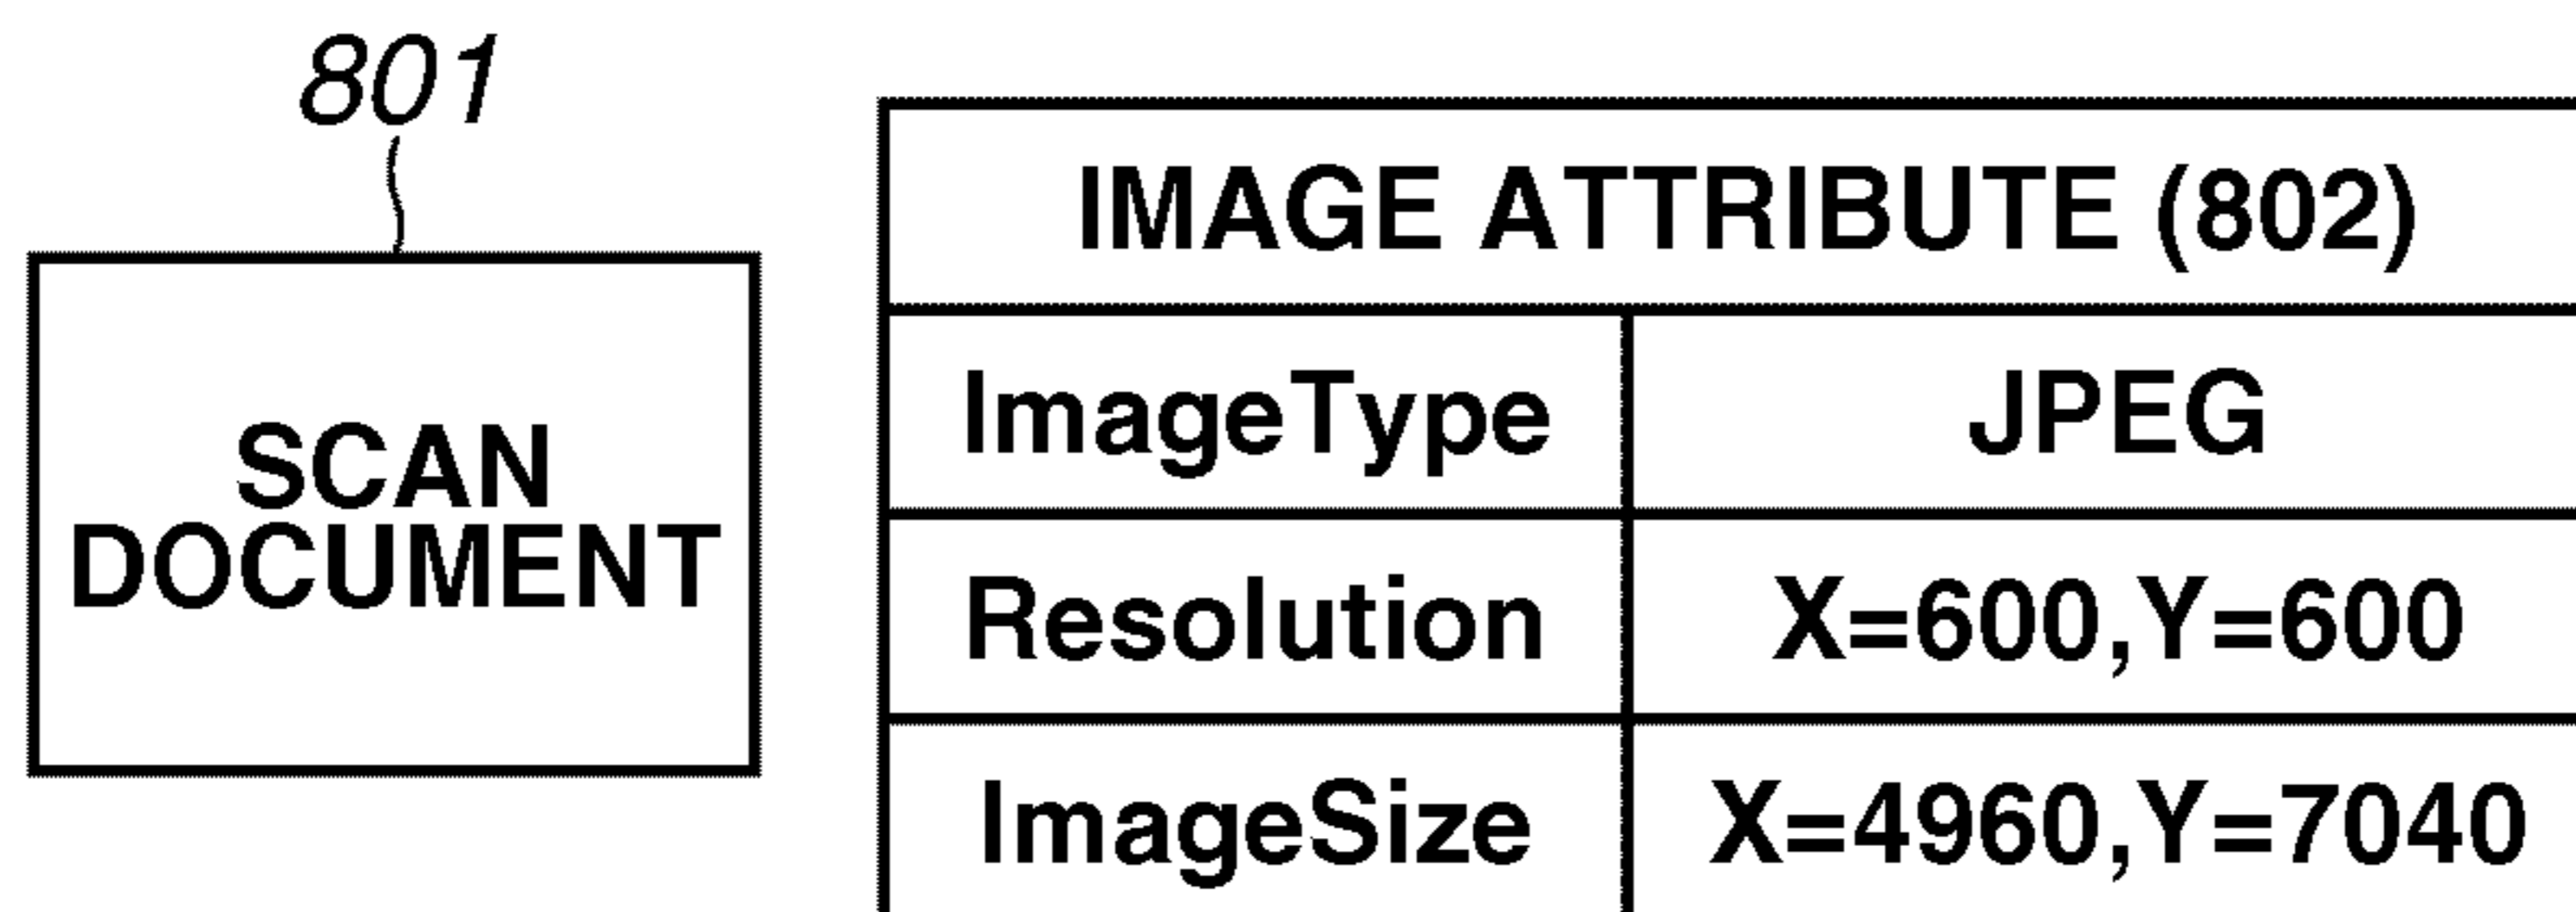 801
SCAN
DOCUMENT
IMAGE ATTRIBUTE (802)
ImageType JPEG
Resolution X=600,Y=600
ImageSize X=4960,Y=7040